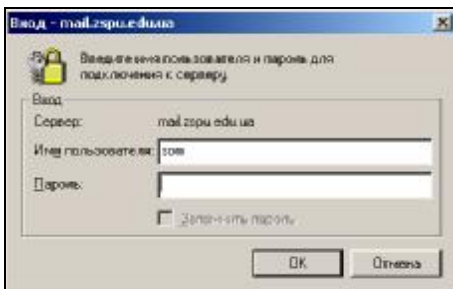 Вход - mail.zspu.edu.ua
Введите имя пользователя и пароль для
подключения к серверу.
Вход
Сервер: mail.zspu.edu.ua
Имя пользователя:
Пароль:
Запомнить пароль
OK Отмена